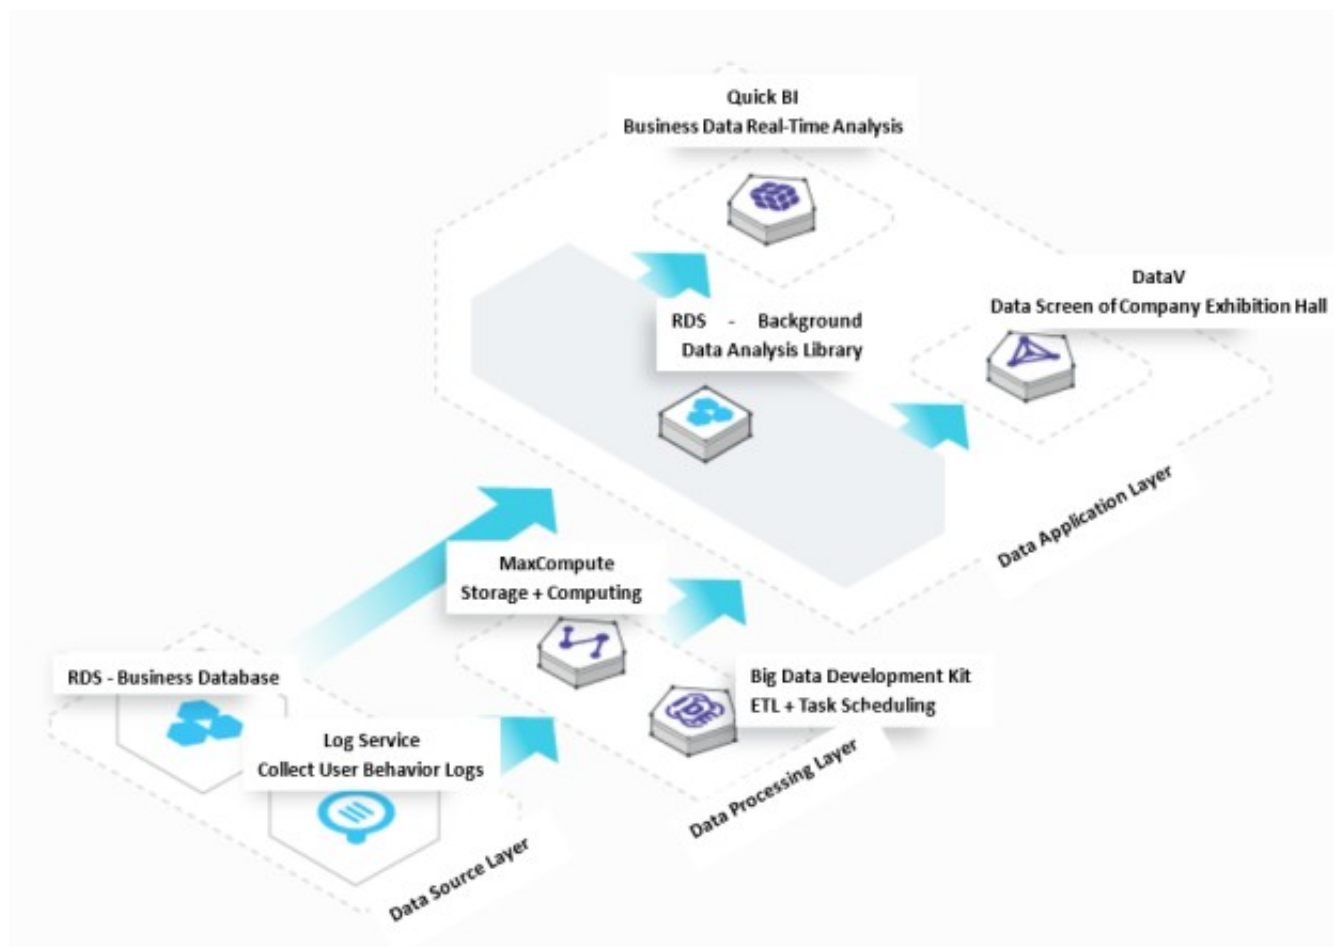 Quick BI
Business Data Real-Time Analysis
DataV
Data Screen of Company Exhibition Hall
RDS - Background
Data Analysis Library
Data Application Layer
MaxCompute
Storage + Computing
RDS - Business Database
Big Data Development Kit
ETL + Task Scheduling
Log Service
Collect User Behavior Logs
Data Processing Layer
Data Source Layer